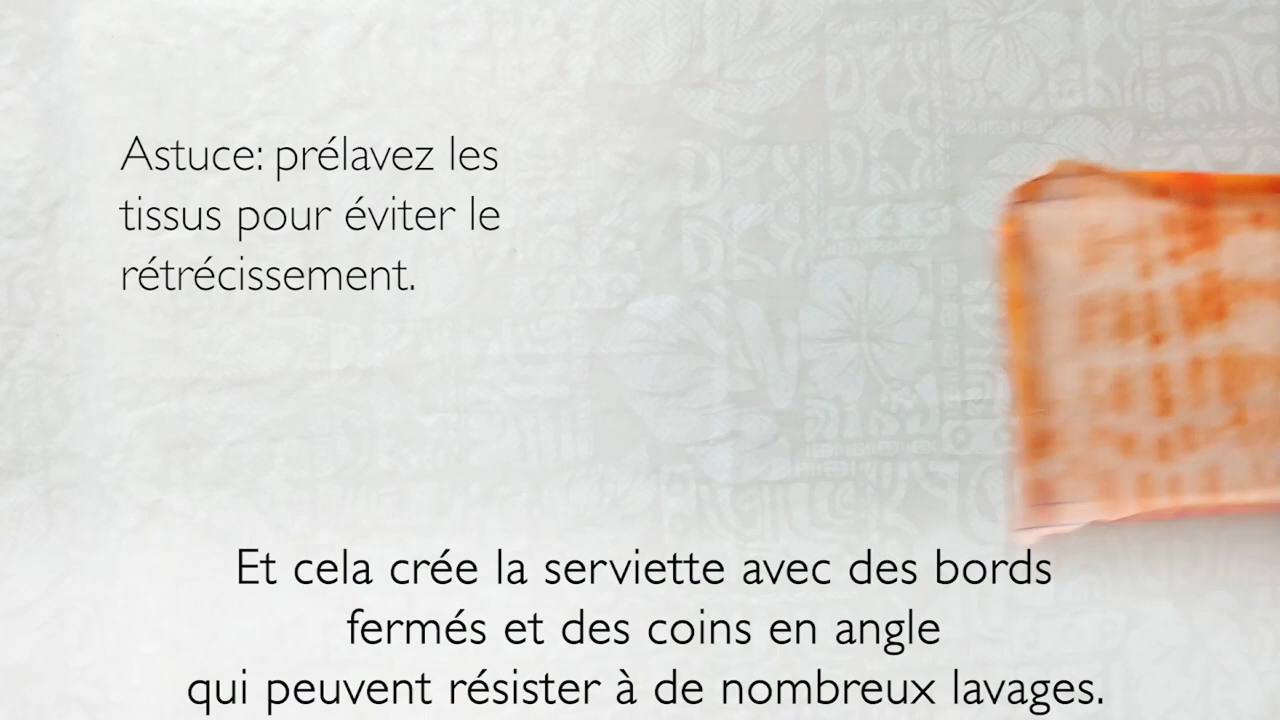 Astuce: prélavez les
tissus pour éviter le
rétrécissement.
Et cela crée la serviette avec des bords
fermés et des coins en angle
qui peuvent résister à de nombreux lavages.